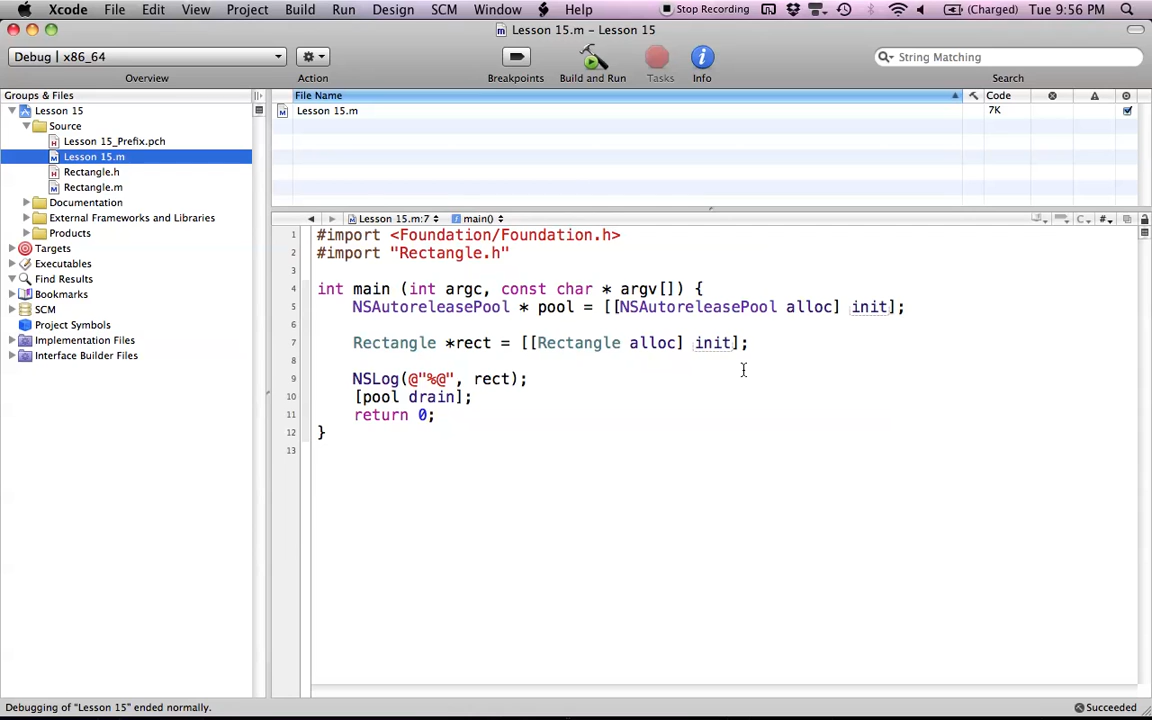 Xcode File Edit View Project Build Run Design SCM Window Help Stop Recording (Charged) Tue 9:56 PM
Lesson 15.m – Lesson 15
Debug | x86_64
String Matching
Overview Action Breakpoints Build and Run Tasks Info Search
Groups & Files
File Name Code
Lesson 15
Lesson 15.m 7K
Source
Lesson 15_Prefix.pch
Lesson 15.m
Rectangle.h
Rectangle.m
Documentation
External Frameworks and Libraries
Products
Targets
Executables
Find Results
Bookmarks
SCM
Project Symbols
Implementation Files
Interface Builder Files
Lesson 15.m:7 main() C #
1 #import <Foundation/Foundation.h>
2 #import "Rectangle.h"
3
4 int main (int argc, const char * argv[]) {
5 NSAutoreleasePool * pool = [[NSAutoreleasePool alloc] init];
6
7 Rectangle *rect = [[Rectangle alloc] init];
8
9 NSLog(@"%@", rect);
10 [pool drain];
11 return 0;
12 }
13
Debugging of "Lesson 15" ended normally. Succeeded